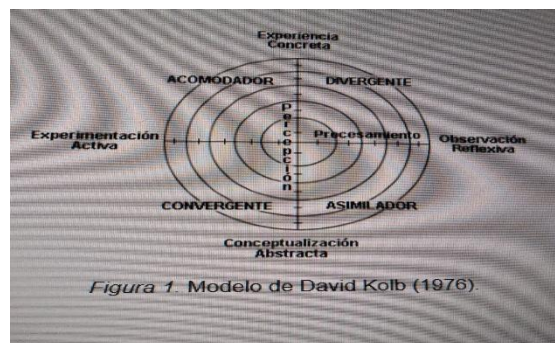 Experiencia
Concreta
ACOMODADOR
DIVERGENTE
Percepción
Experimentación
Activa
Procesamiento
Observación
Reflexiva
CONVERGENTE
ASIMILADOR
Conceptualización
Abstracta
Figura 1. Modelo de David Kolb (1976).